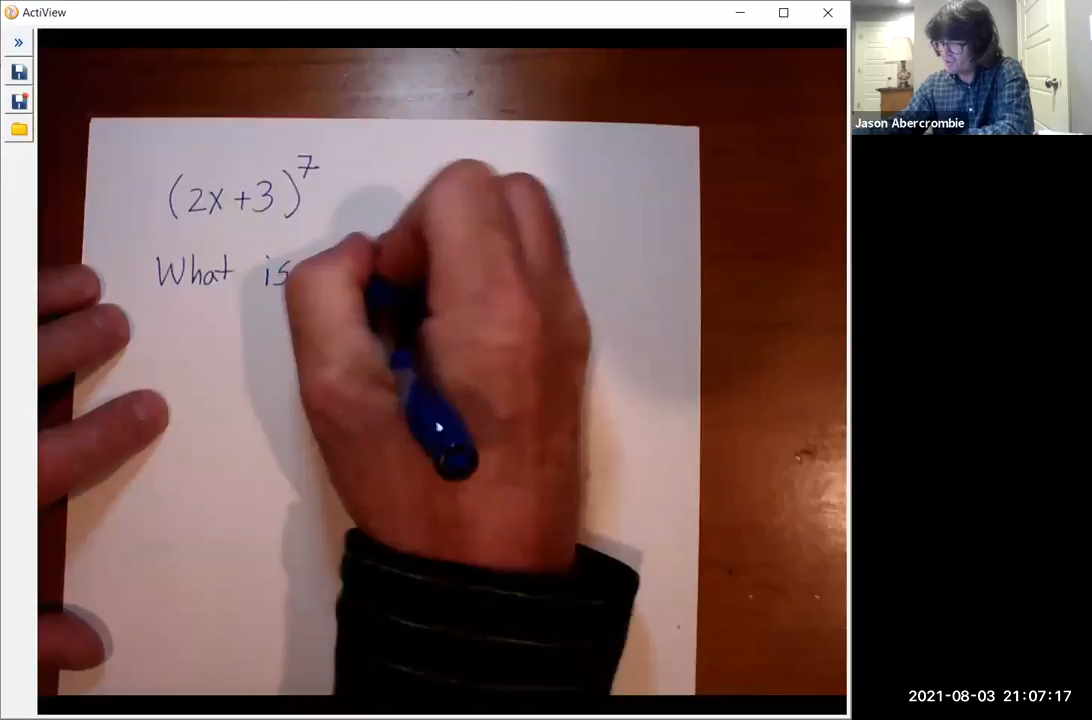 ActiView
Jason Abercrombie
(2x+3)^7
What is
2021-08-03 21:07:17